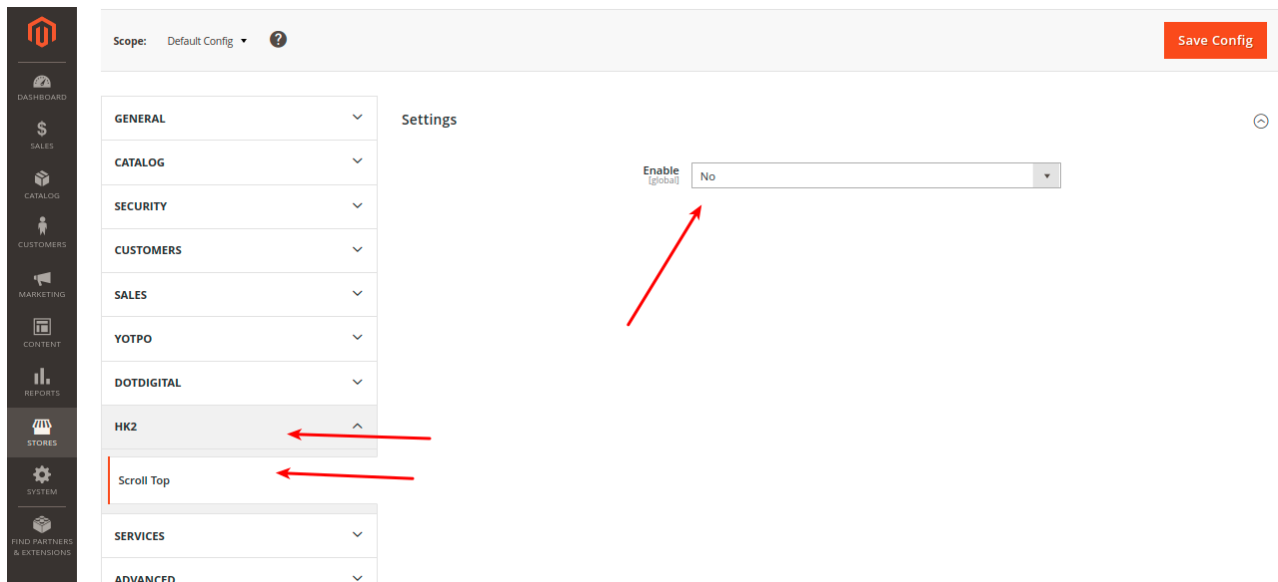 Scope:
Default Config
?
Save Config
DASHBOARD
$
SALES
CATALOG
CUSTOMERS
MARKETING
CONTENT
REPORTS
STORES
SYSTEM
FIND PARTNERS
& EXTENSIONS
GENERAL
CATALOG
SECURITY
CUSTOMERS
SALES
YOTPO
DOTDIGITAL
HK2
Scroll Top
SERVICES
ADVANCED
Settings
Enable
[global]
No